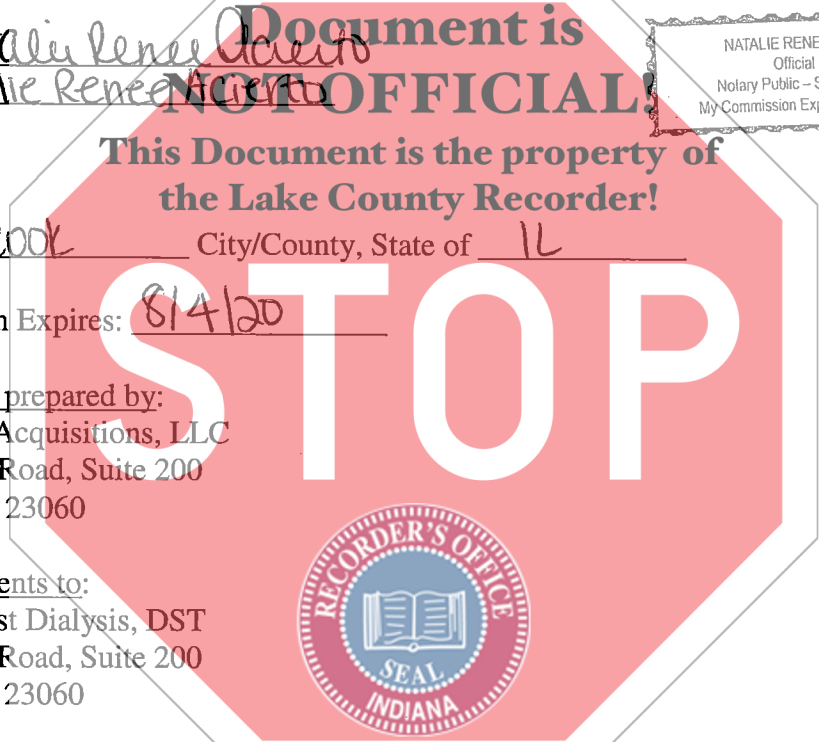 Document is
NOT OFFICIAL!
This Document is the property of
the Lake County Recorder!
alie Renee Acierto
lie Renee Acierto
NATALIE RENE
Official
Notary Public – S
My Commission Exp
COOK City/County, State of IL
n Expires: 8/4/20
STOP
prepared by:
Acquisitions, LLC
Road, Suite 200
23060
ents to:
st Dialysis, DST
Road, Suite 200
23060
RECORDER'S OFFICE
SEAL
INDIANA